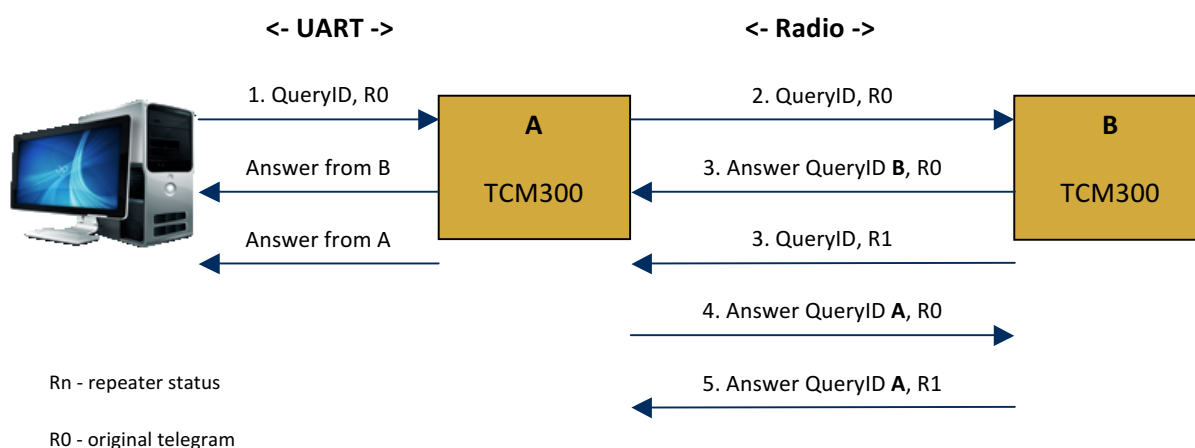 <- UART ->
<- Radio ->
1. QueryID, R0
2. QueryID, R0
A
B
Answer from B
3. Answer QueryID B, R0
TCM300
TCM300
Answer from A
3. QueryID, R1
4. Answer QueryID A, R0
Rn - repeater status
5. Answer QueryID A, R1
R0 - original telegram